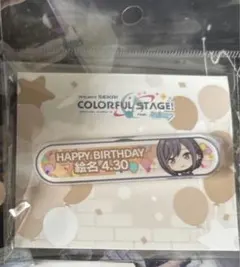 COLORFUL STAGE!
HAPPY BIRTHDAY
絵名 4.30